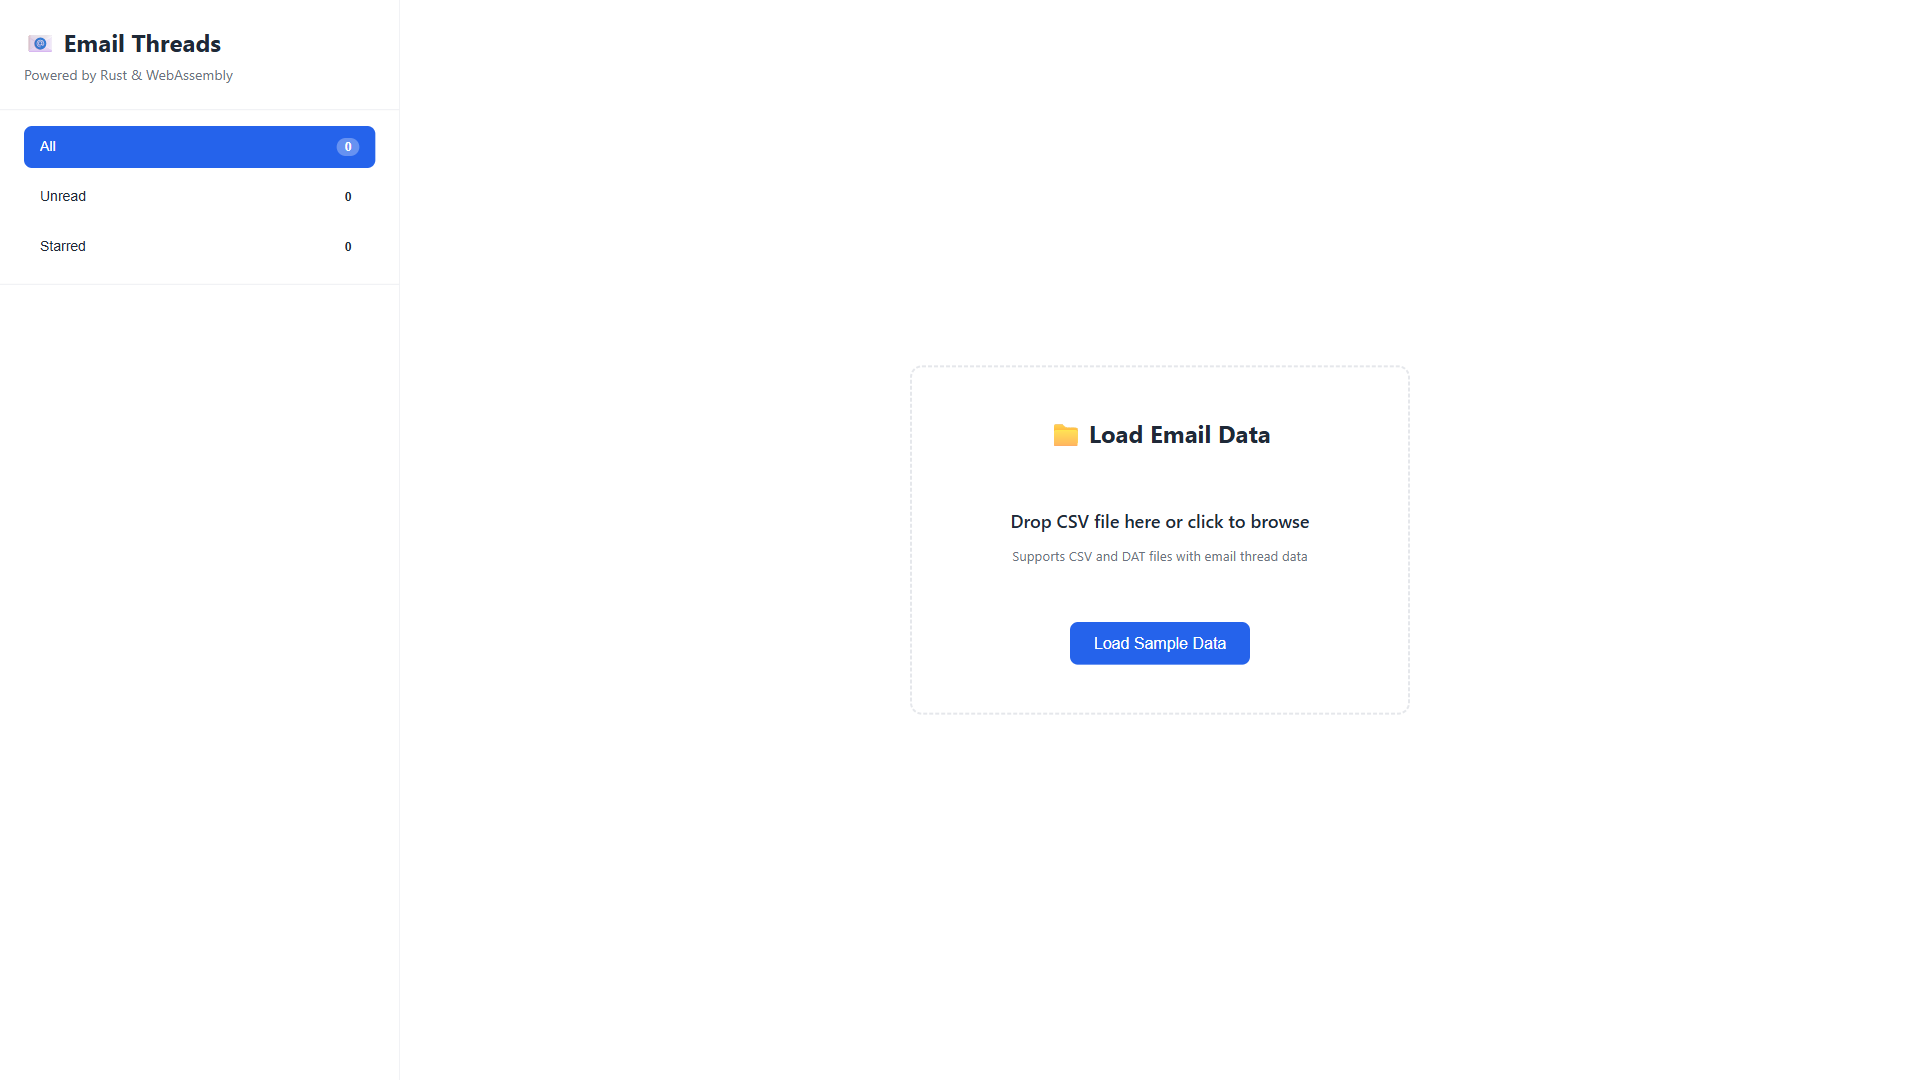 Email Threads
Powered by Rust & WebAssembly
All 0
Unread 0
Starred 0
Load Email Data
Drop CSV file here or click to browse
Supports CSV and DAT files with email thread data
Load Sample Data